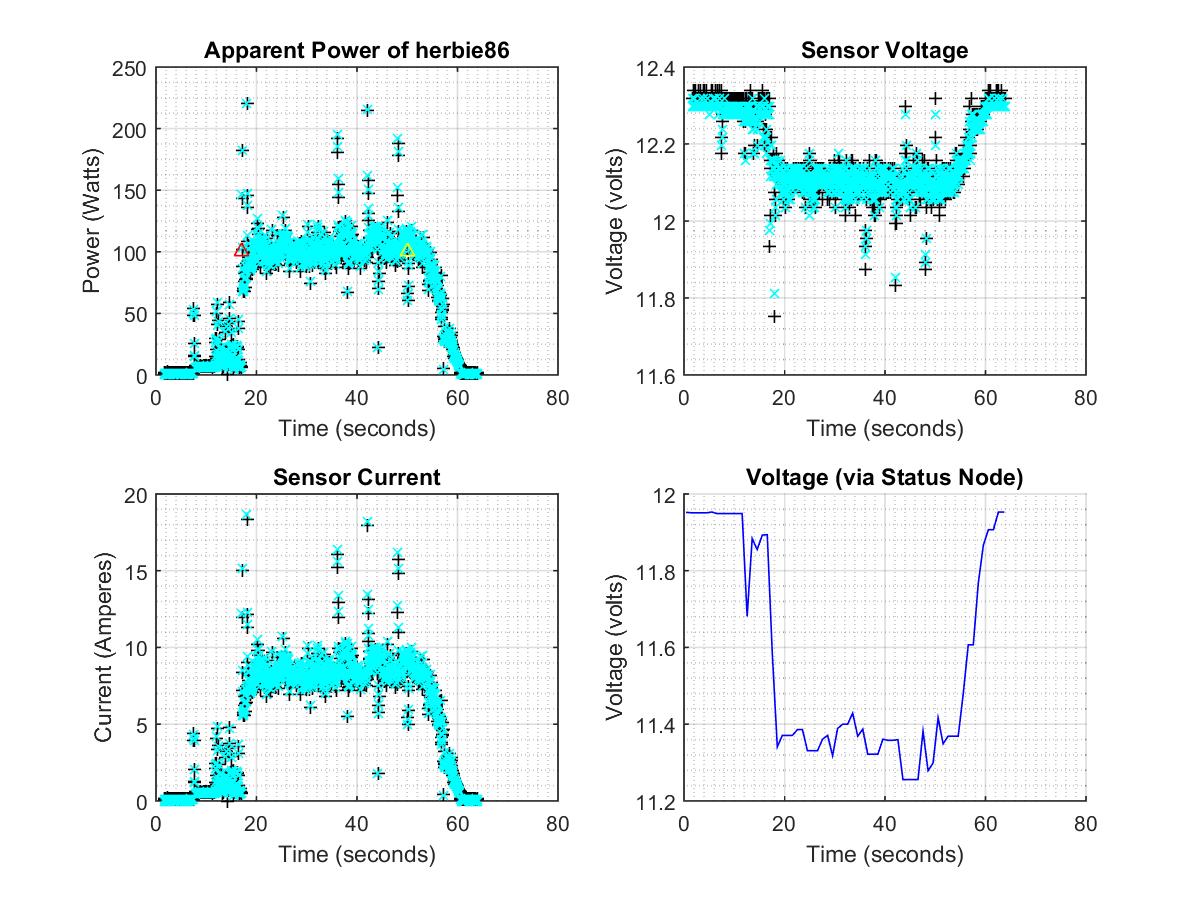 Apparent Power of herbie86
250
200
150
100
50
0
0 20 40 60 80
Power (Watts)
Time (seconds)
Sensor Voltage
12.4
12.2
12
11.8
11.6
0 20 40 60 80
Voltage (volts)
Time (seconds)
Sensor Current
20
15
10
5
0
0 20 40 60 80
Current (Amperes)
Time (seconds)
Voltage (via Status Node)
12
11.8
11.6
11.4
11.2
0 20 40 60 80
Voltage (volts)
Time (seconds)